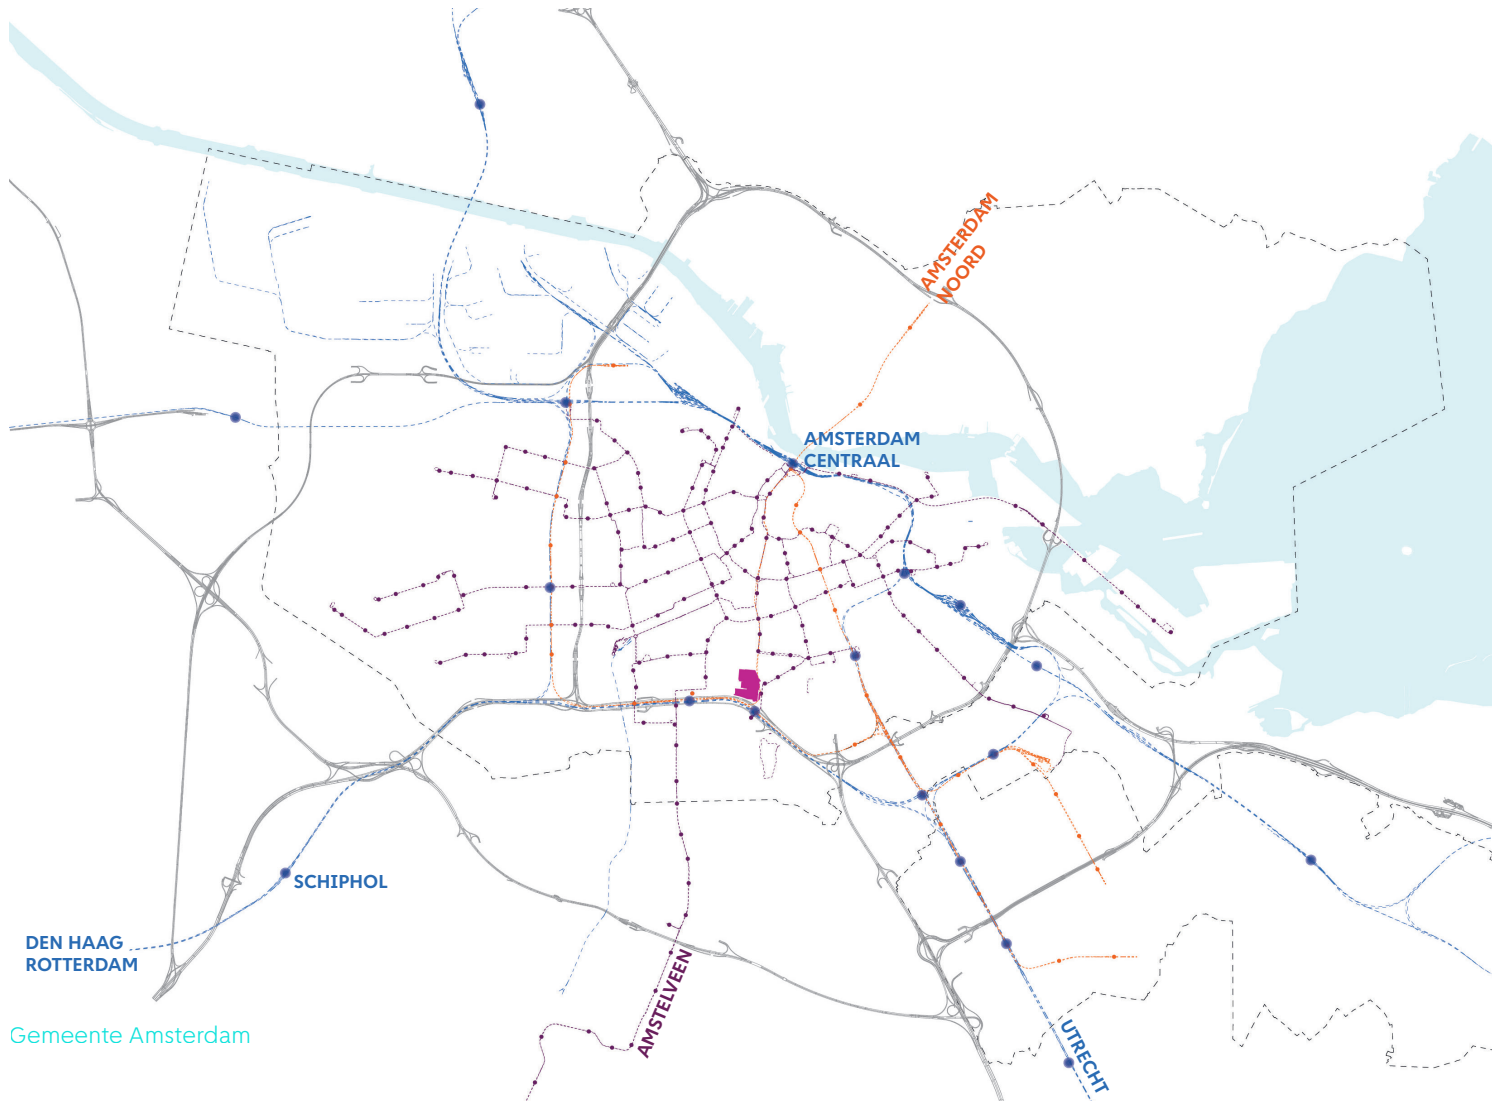 AMSTERDAM
NOORD
AMSTERDAM
CENTRAAL
SCHIPHOL
DEN HAAG
ROTTERDAM
AMSTELVEEN
UTRECHT
Gemeente Amsterdam